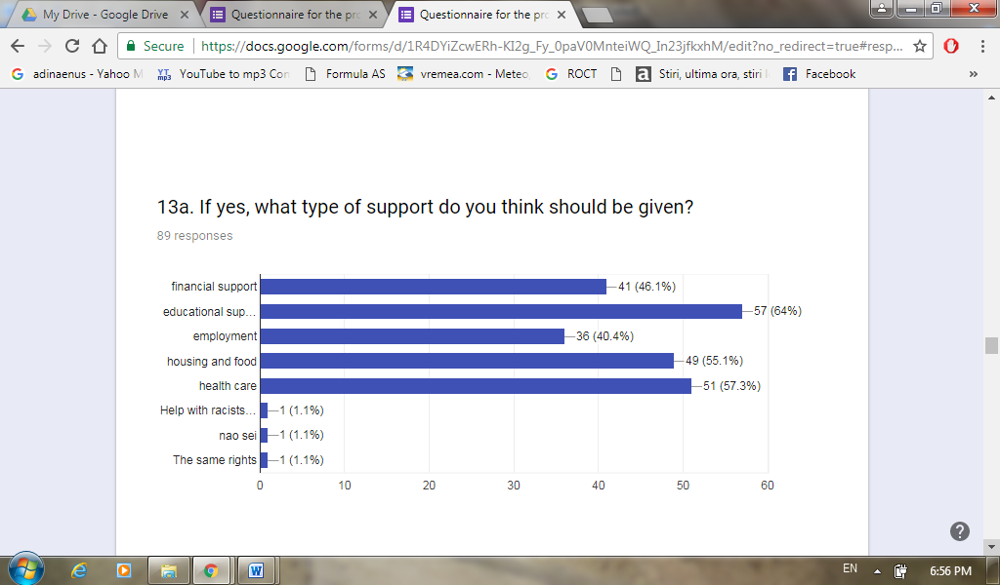 My Drive - Google Drive
Questionnaire for the pro
Questionnaire for the pro
Secure
https://docs.google.com/forms/d/1R4DYiZcwERh-KI2g_Fy_0paV0MnteiWQ_In23jfkxhM/edit?no_redirect=true#resp...
adinaenus - Yahoo M
YouTube to mp3 Con
Formula AS
vremea.com - Meteo
ROCT
Stiri, ultima ora, stiri
Facebook
»
13a. If yes, what type of support do you think should be given?
89 responses
financial support 41 (46.1%)
educational sup... 57 (64%)
employment 36 (40.4%)
housing and food 49 (55.1%)
health care 51 (57.3%)
Help with racists... 1 (1.1%)
nao sei 1 (1.1%)
The same rights 1 (1.1%)
0 10 20 30 40 50 60
EN
6:56 PM